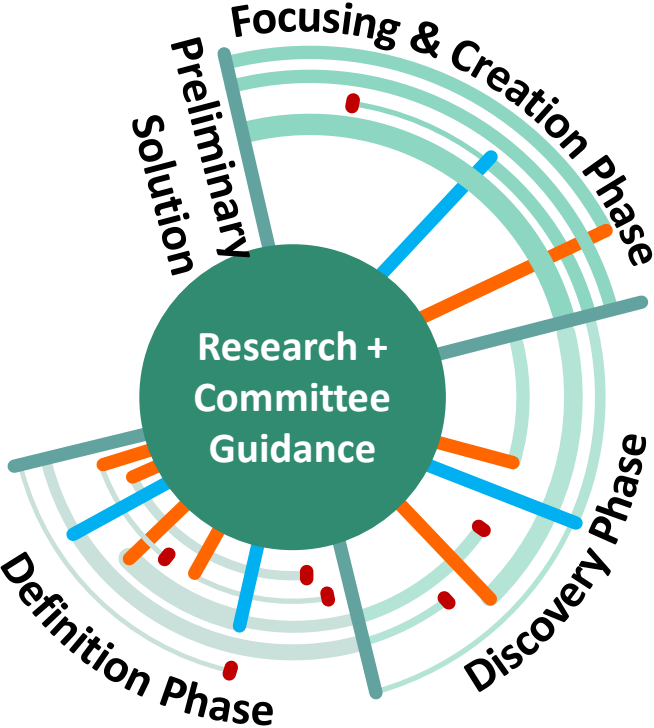 Focusing & Creation Phase
Preliminary
Solution
Research +
Committee
Guidance
Discovery Phase
Definition Phase